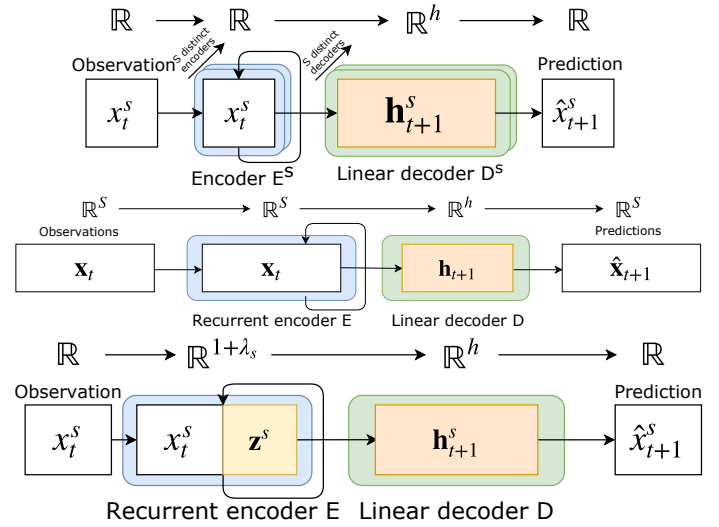 ℝ ℝ ℝ^h ℝ
S distinct encoders
S distinct decoders
Observation Prediction
x_t^s x_t^s h_{t+1}^s x̂_{t+1}^s
Encoder E^S Linear decoder D^S
ℝ^S ℝ^S ℝ^h ℝ^S
Observations Predictions
x_t x_t h_{t+1} x̂_{t+1}
Recurrent encoder E Linear decoder D
ℝ ℝ^{1+λ_s} ℝ^h ℝ
Observation Prediction
x_t^s x_t^s z^s h_{t+1}^s x̂_{t+1}^s
Recurrent encoder E Linear decoder D